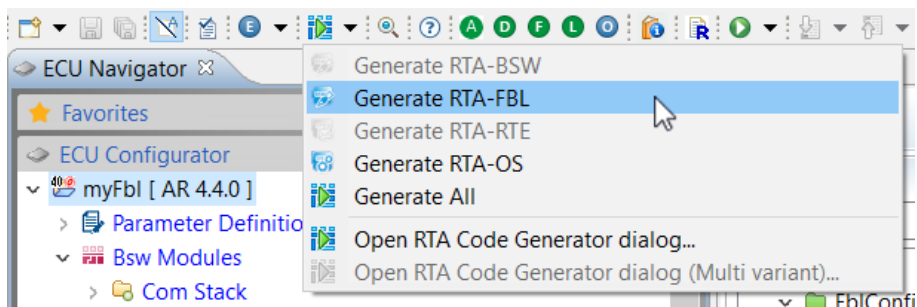 E
A D F L O
ECU Navigator
Generate RTA-BSW
Favorites
Generate RTA-FBL
Generate RTA-RTE
ECU Configurator
Generate RTA-OS
myFbl [ AR 4.4.0 ]
Generate All
Parameter Definitio
Open RTA Code Generator dialog...
Bsw Modules
Open RTA Code Generator dialog (Multi variant)...
Com Stack
FblConfi